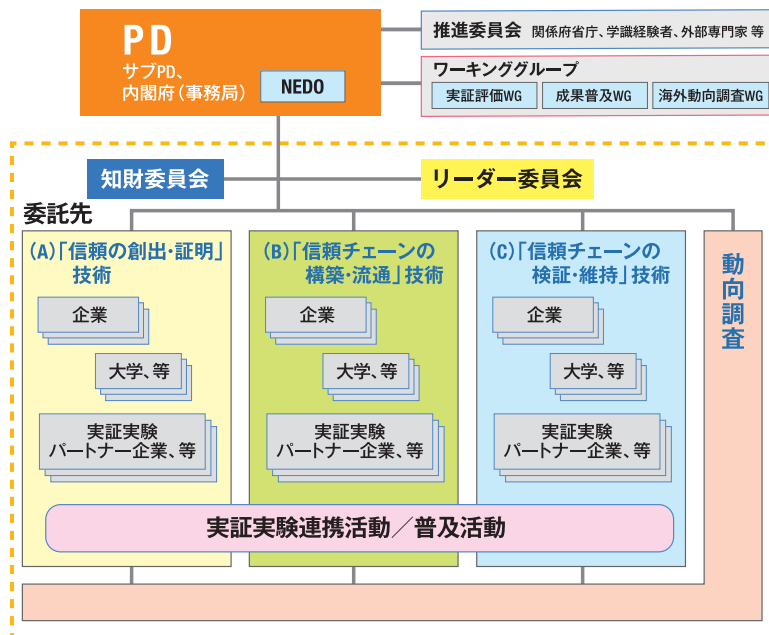 PD
サブPD、
内閣府（事務局）
NEDO
推進委員会 関係府省庁、学識経験者、外部専門家 等
ワーキンググループ
実証評価WG
成果普及WG
海外動向調査WG
知財委員会
リーダー委員会
委託先
(A)「信頼の創出・証明」
技術
企業
大学、等
実証実験
パートナー企業、等
(B)「信頼チェーンの
構築・流通」技術
企業
大学、等
実証実験
パートナー企業、等
(C)「信頼チェーンの
検証・維持」技術
企業
大学、等
実証実験
パートナー企業、等
動向調査
実証実験連携活動／普及活動